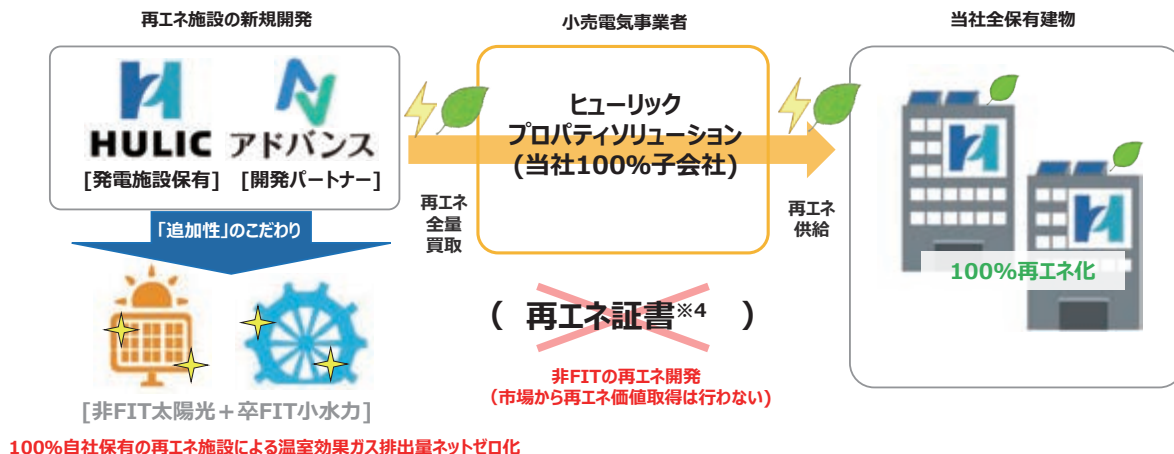 再エネ施設の新規開発
HULIC アドバンス
[発電施設保有] [開発パートナー]
「追加性」のこだわり
[非FIT太陽光+卒FIT小水力]
100%自社保有の再エネ施設による温室効果ガス排出量ネットゼロ化
再エネ
全量
買取
小売電気事業者
ヒューリック
プロパティソリューション
(当社100%子会社)
( 再エネ証書※4 )
非FITの再エネ開発
(市場から再エネ価値取得は行わない)
再エネ
供給
当社全保有建物
100%再エネ化